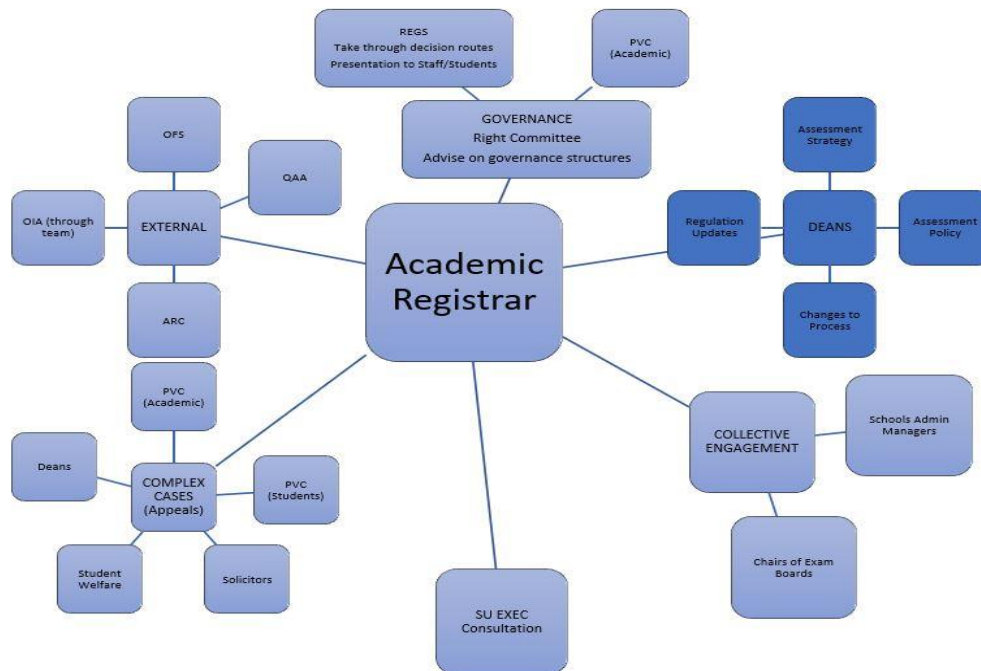 REGS
Take through decision routes
Presentation to Staff/Students
PVC
(Academic)
GOVERNANCE
Right Committee
Advise on governance structures
OFS
QAA
OIA (through
team)
EXTERNAL
ARC
Academic
Registrar
Assessment
Strategy
Regulation
Updates
DEANS
Assessment
Policy
Changes to
Process
PVC
(Academic)
Deans
COMPLEX
CASES
(Appeals)
PVC
(Students)
Student
Welfare
Solicitors
SU EXEC
Consultation
COLLECTIVE
ENGAGEMENT
Schools Admin
Managers
Chairs of Exam
Boards